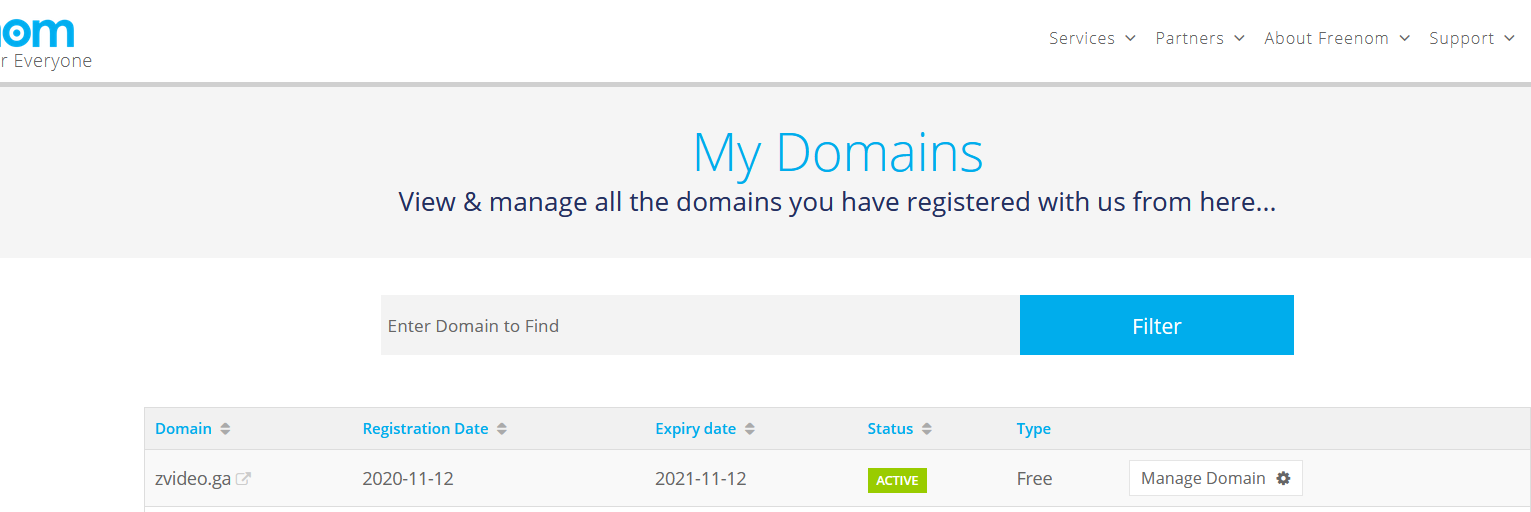 nom
r Everyone
Services Partners About Freenom Support
My Domains
View & manage all the domains you have registered with us from here...
Enter Domain to Find Filter
Domain Registration Date Expiry date Status Type
zvideo.ga 2020-11-12 2021-11-12 ACTIVE Free Manage Domain